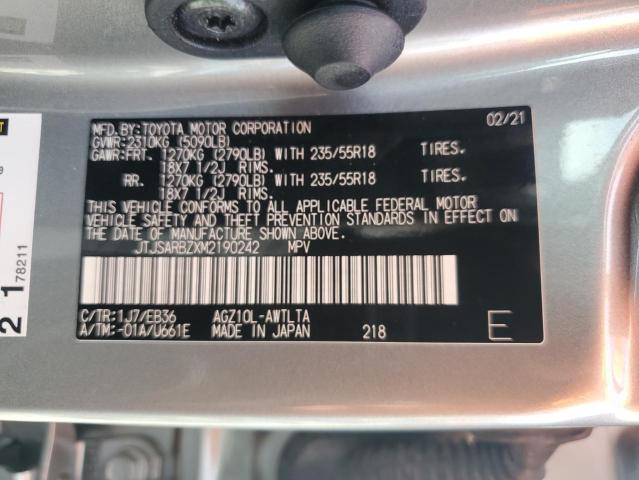 MFD.BY:TOYOTA MOTOR CORPORATION 02/21
GVWR:2310KG (5090LB)
GAWR:FRT. 1270KG (2790LB) WITH 235/55R18 TIRES.
18X7 1/2J RIMS.
RR. 1270KG (2790LB) WITH 235/55R18 TIRES.
18X7 1/2J RIMS.
THIS VEHICLE CONFORMS TO ALL APPLICABLE FEDERAL MOTOR
VEHICLE SAFETY AND THEFT PREVENTION STANDARDS IN EFFECT
ON THE DATE OF MANUFACTURE SHOWN ABOVE.
JTJSARBZXM2190242 MPV
C/TR:1J7/EB36 AGZ10L-AWTLTA
A/TM:-01A/U661E MADE IN JAPAN 218 E
2 1 78211